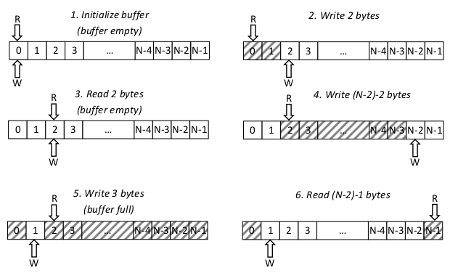 1. Initialize buffer
(buffer empty)
R
0 1 2 3 ... N-4 N-3 N-2 N-1
W
2. Write 2 bytes
R
0 1 2 3 ... N-4 N-3 N-2 N-1
W
3. Read 2 bytes
(buffer empty)
R
0 1 2 3 ... N-4 N-3 N-2 N-1
W
4. Write (N-2)-2 bytes
R
0 1 2 3 ... N-4 N-3 N-2 N-1
W
5. Write 3 bytes
(buffer full)
R
0 1 2 3 ... N-4 N-3 N-2 N-1
W
6. Read (N-2)-1 bytes
R
0 1 2 3 ... N-4 N-3 N-2 N-1
W